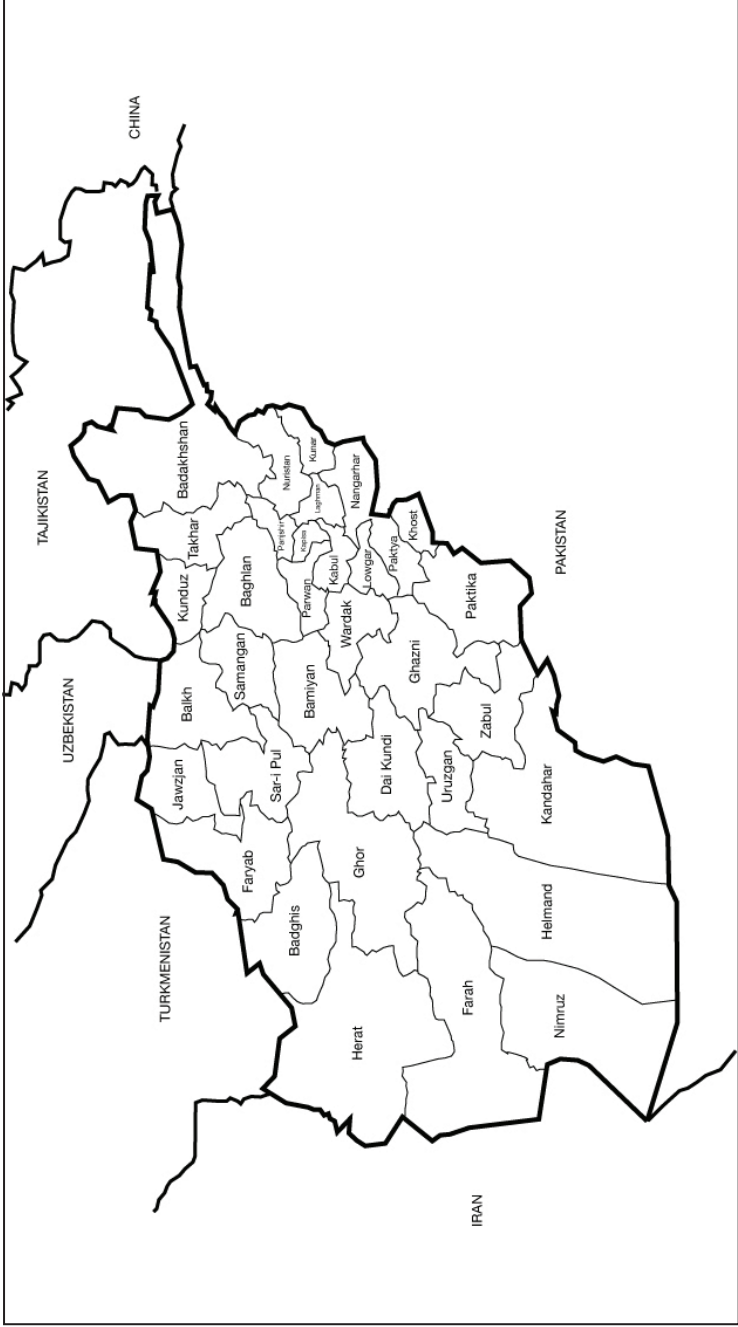 CHINA
TAJIKISTAN
UZBEKISTAN
TURKMENISTAN
IRAN
PAKISTAN
Badakhshan
Takhar
Kunduz
Balkh
Jawzjan
Faryab
Badghis
Herat
Sar-i Pul
Samangan
Baghlan
Panjshir
Nuristan
Kunar
Laghman
Kapisa
Parwan
Bamiyan
Kabul
Nangarhar
Lowgar
Wardak
Paktya
Khost
Ghazni
Paktika
Dai Kundi
Ghor
Uruzgan
Zabul
Farah
Nimruz
Helmand
Kandahar